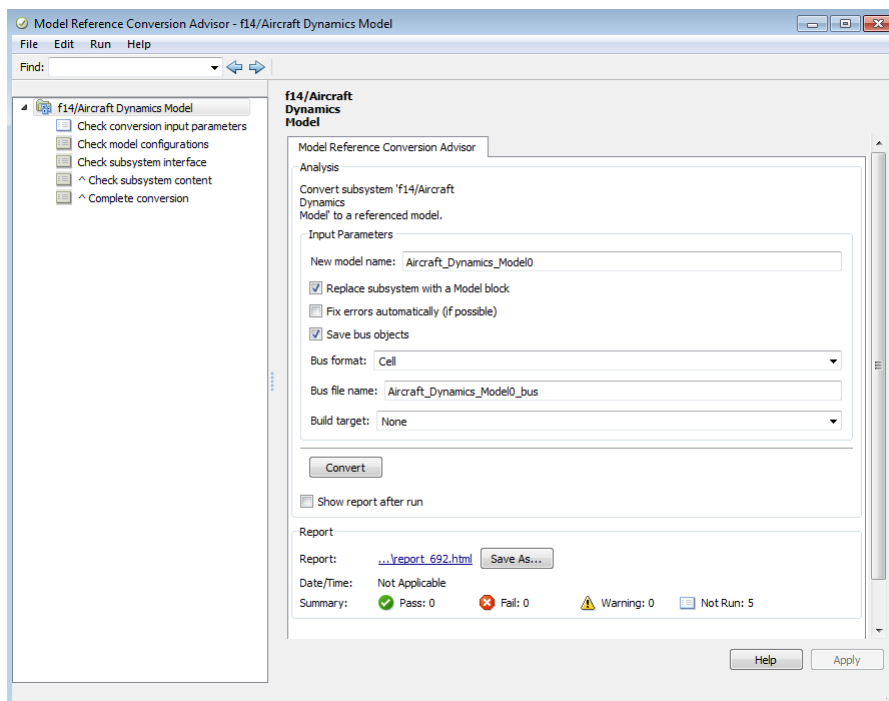 Model Reference Conversion Advisor - f14/Aircraft Dynamics Model
File Edit Run Help
Find:
f14/Aircraft Dynamics Model
Check conversion input parameters
Check model configurations
Check subsystem interface
^ Check subsystem content
^ Complete conversion
f14/Aircraft
Dynamics
Model
Model Reference Conversion Advisor
Analysis
Convert subsystem 'f14/Aircraft
Dynamics
Model' to a referenced model.
Input Parameters
New model name: Aircraft_Dynamics_Model0
Replace subsystem with a Model block
Fix errors automatically (if possible)
Save bus objects
Bus format: Cell
Bus file name: Aircraft_Dynamics_Model0_bus
Build target: None
Convert
Show report after run
Report
Report: ...\report_692.html Save As...
Date/Time: Not Applicable
Summary: Pass: 0 Fail: 0 Warning: 0 Not Run: 5
Help Apply